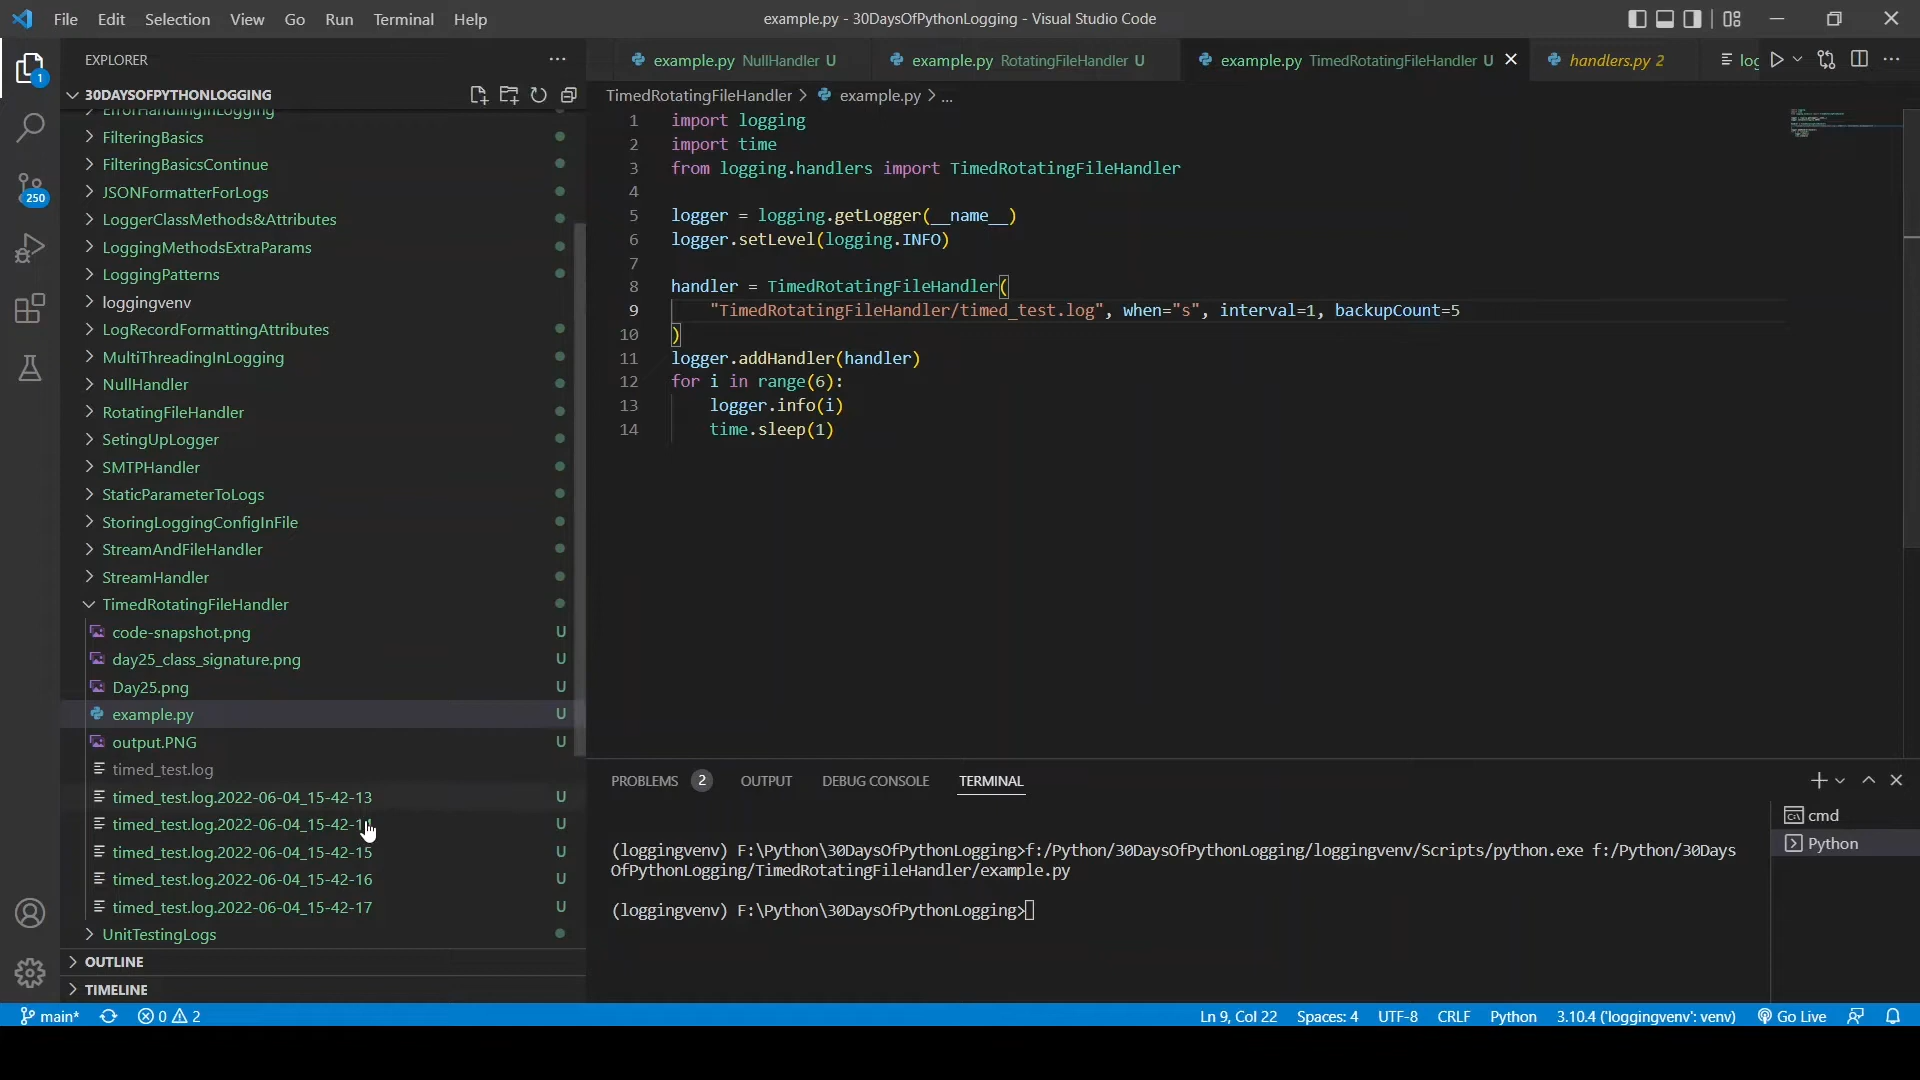 File Edit Selection View Go Run Terminal Help
example.py - 30DaysOfPythonLogging - Visual Studio Code
EXPLORER
example.py NullHandler U
example.py RotatingFileHandler U
example.py TimedRotatingFileHandler U
handlers.py 2
30DAYSOFPYTHONLOGGING
TimedRotatingFileHandler > example.py > ...
ErrorHandlingInLogging
FilteringBasics
FilteringBasicsContinue
JSONFormatterForLogs
LoggerClassMethods&Attributes
LoggingMethodsExtraParams
LoggingPatterns
loggingvenv
LogRecordFormattingAttributes
MultiThreadingInLogging
NullHandler
RotatingFileHandler
SetingUpLogger
SMTPHandler
StaticParameterToLogs
StoringLoggingConfigInFile
StreamAndFileHandler
StreamHandler
TimedRotatingFileHandler
code-snapshot.png U
day25_class_signature.png U
Day25.png U
example.py U
output.PNG U
timed_test.log
timed_test.log.2022-06-04_15-42-13 U
timed_test.log.2022-06-04_15-42-14 U
timed_test.log.2022-06-04_15-42-15 U
timed_test.log.2022-06-04_15-42-16 U
timed_test.log.2022-06-04_15-42-17 U
UnitTestingLogs
OUTLINE
TIMELINE
1
250
1 import logging
2 import time
3 from logging.handlers import TimedRotatingFileHandler
4
5 logger = logging.getLogger(__name__)
6 logger.setLevel(logging.INFO)
7
8 handler = TimedRotatingFileHandler(
9 "TimedRotatingFileHandler/timed_test.log", when="s", interval=1, backupCount=5
10 )
11 logger.addHandler(handler)
12 for i in range(6):
13 logger.info(i)
14 time.sleep(1)
PROBLEMS 2 OUTPUT DEBUG CONSOLE TERMINAL
(loggingvenv) F:\Python\30DaysOfPythonLogging>f:/Python/30DaysOfPythonLogging/loggingvenv/Scripts/python.exe f:/Python/30Days
OfPythonLogging/TimedRotatingFileHandler/example.py
(loggingvenv) F:\Python\30DaysOfPythonLogging>
cmd
Python
main* 0 2
Ln 9, Col 22 Spaces: 4 UTF-8 CRLF Python 3.10.4 ('loggingvenv': venv) Go Live